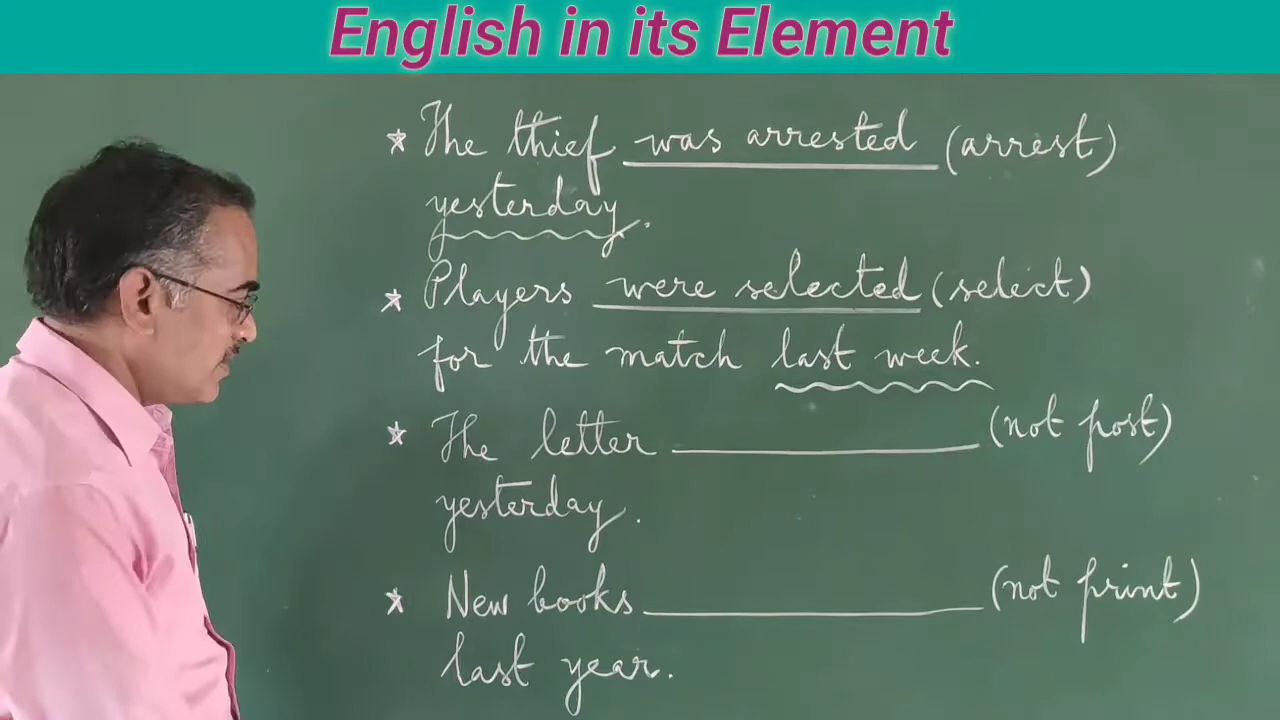 English in its Element
* The thief was arrested (arrest)
yesterday.
* Players were selected (select)
for the match last week.
* The letter ____________ (not post)
yesterday.
* New books ____________ (not print)
last year.